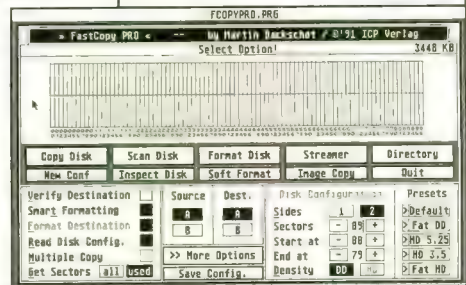 FCOPYPRO.PRG
» FastCopy PRO « -- by Martin Backschat / ©'91 ICP Verlag
Select Option! 3448 KB
Copy Disk Scan Disk Format Disk Streamer Directory
New Conf Inspect Disk Soft Format Image Copy Quit
Verify Destination Source Dest. Disk Configuration Presets
Smart Formatting A A Sides 1 2 >Default
Format Destination B B Sectors - 09 + > Fat DD
Read Disk Config. Start at - 00 + >HD 5.25
Multiple Copy >> More Options End at - 79 + > HD 3.5
Get Sectors all used Save Config. Density DD HD > Fat HD